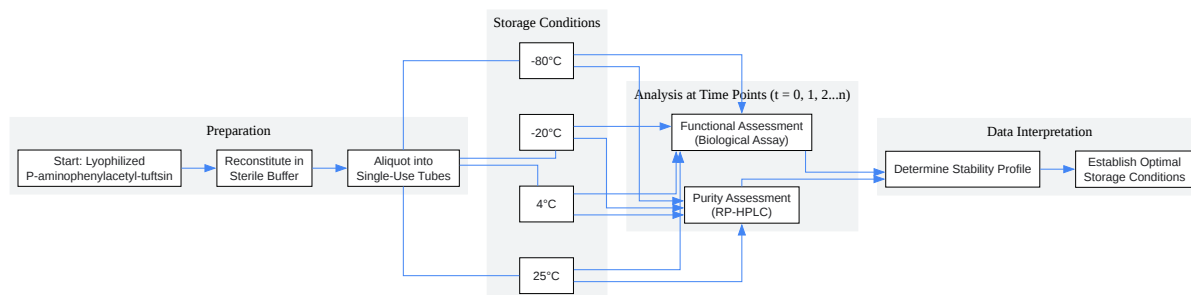 Preparation
Start: Lyophilized
P-aminophenylacetyl-tuftsin
Reconstitute in
Sterile Buffer
Aliquot into
Single-Use Tubes
Storage Conditions
-80°C
-20°C
4°C
25°C
Analysis at Time Points (t = 0, 1, 2...n)
Functional Assessment
(Biological Assay)
Purity Assessment
(RP-HPLC)
Data Interpretation
Determine Stability Profile
Establish Optimal
Storage Conditions